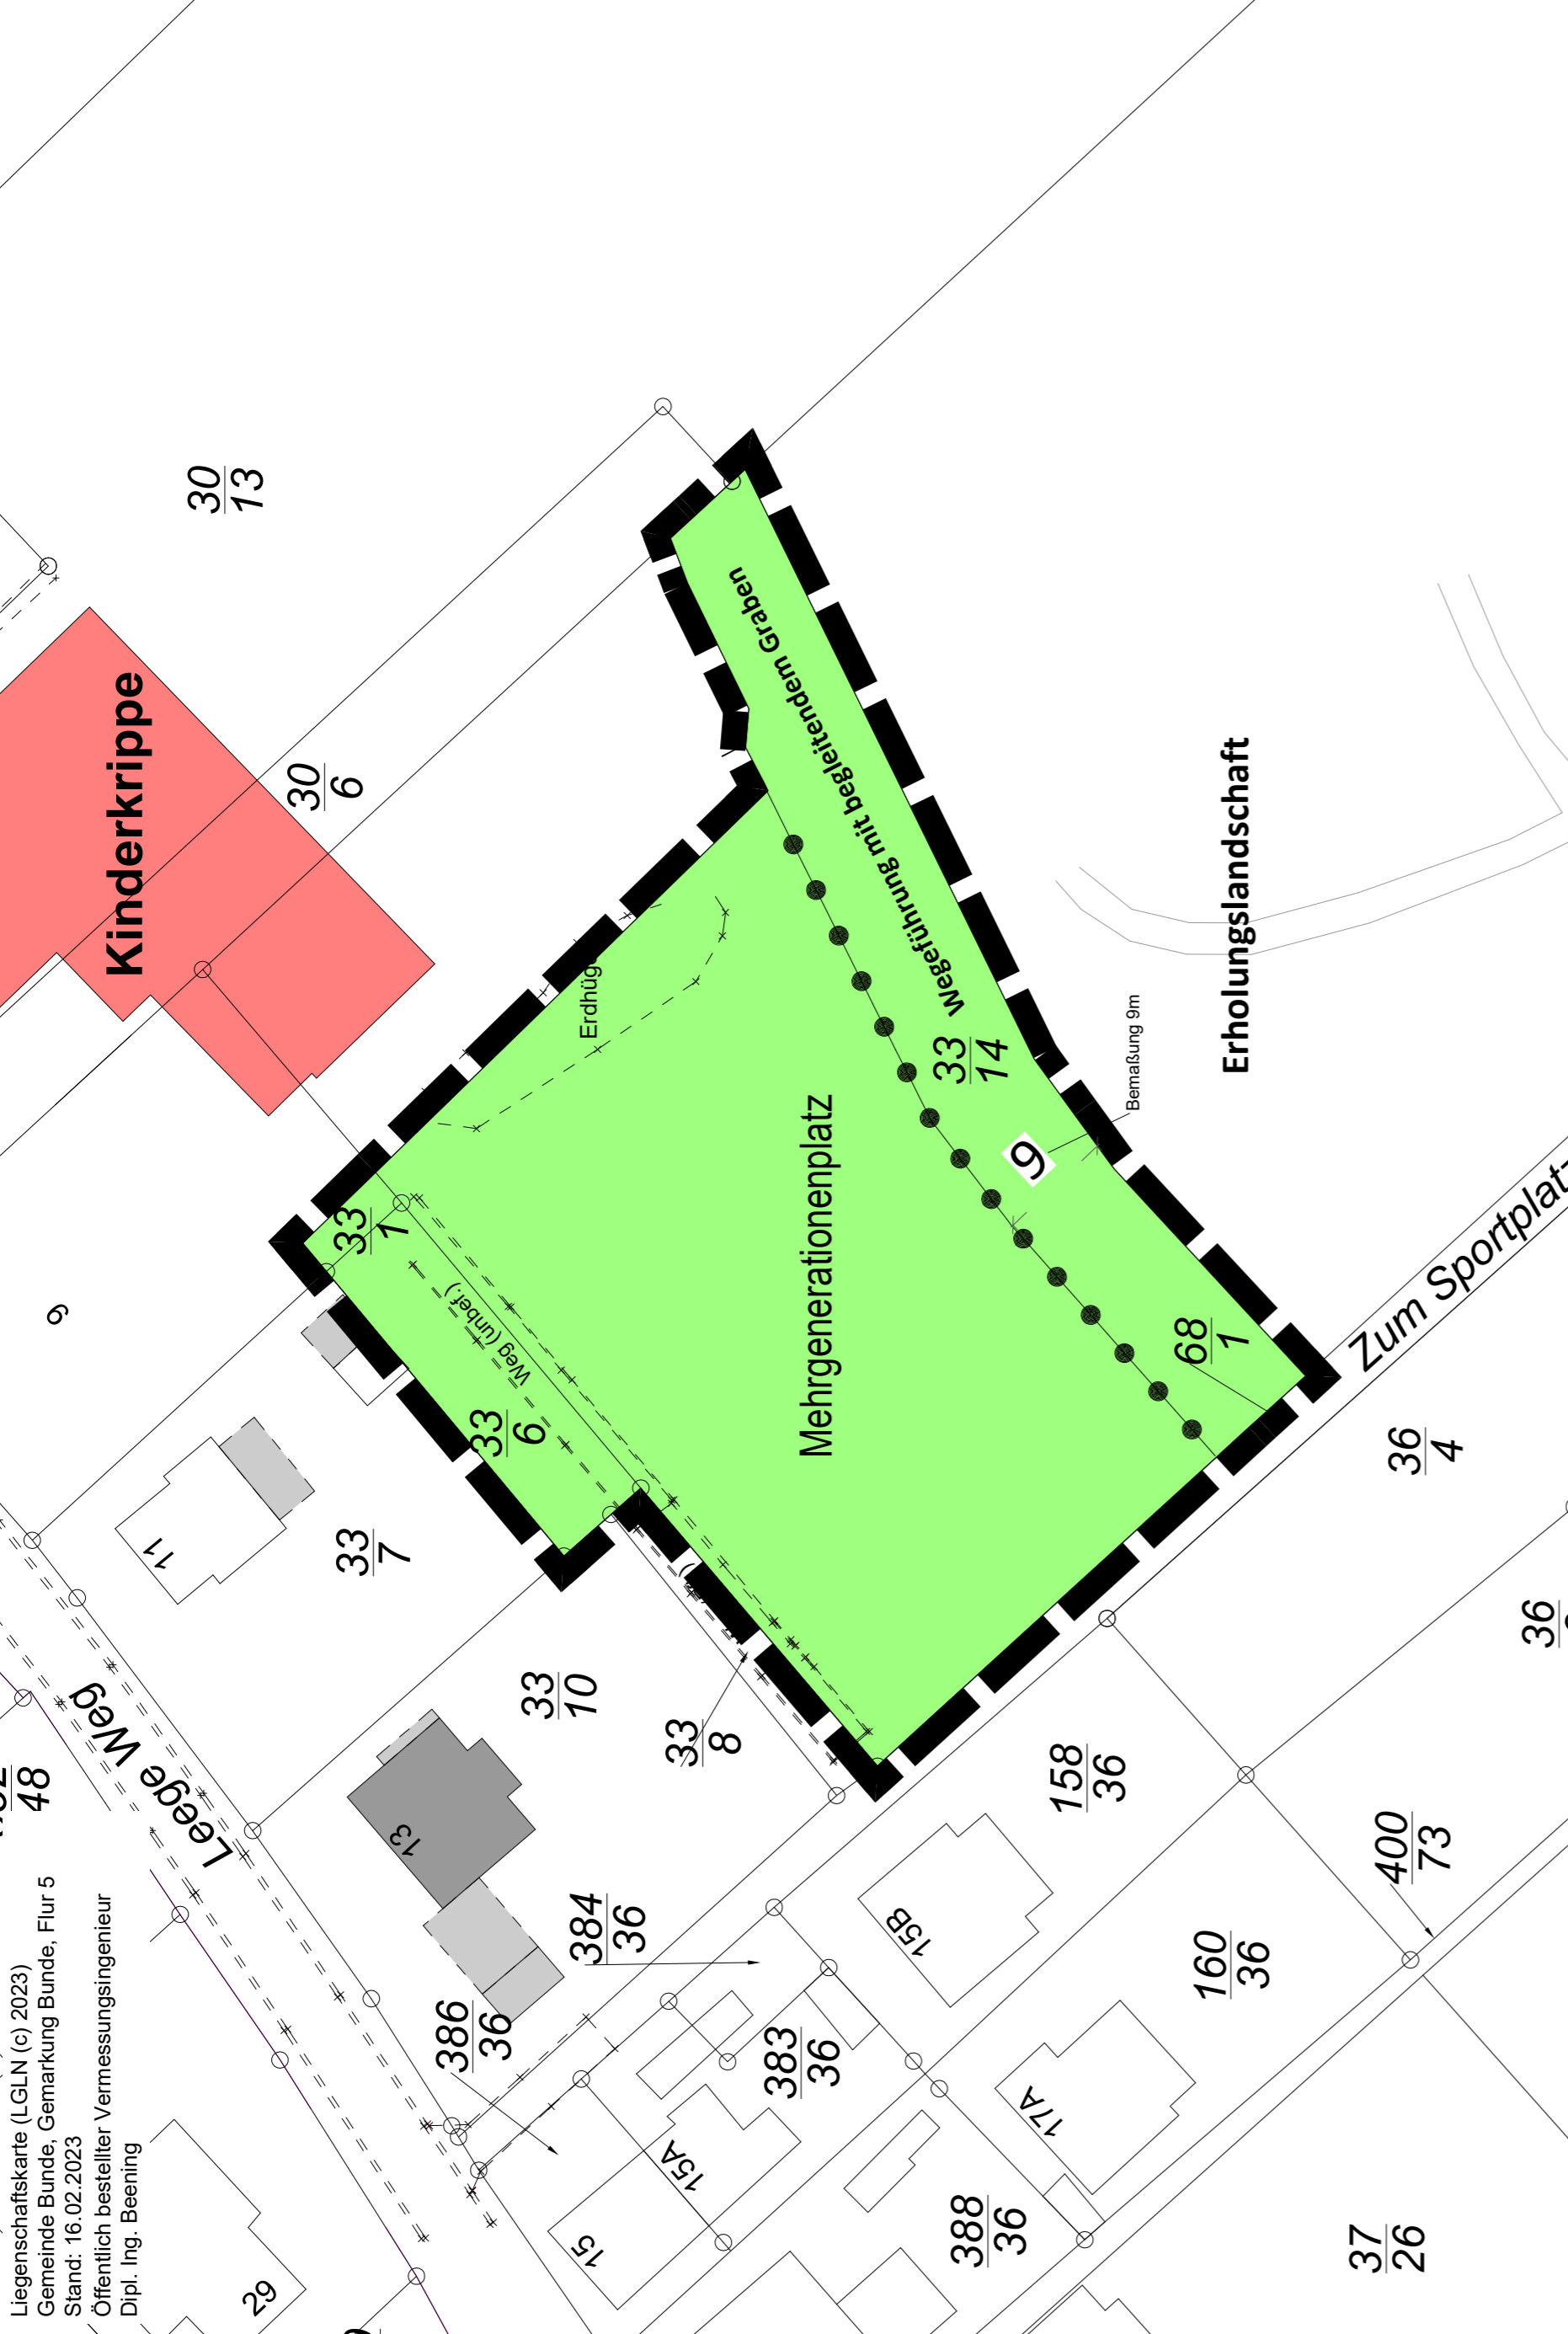 Liegenschaftskarte (LGLN (c) 2023)
Gemeinde Bunde, Gemarkung Bunde, Flur 5
Stand: 16.02.2023
Öffentlich bestellter Vermessungsingenieur
Dipl. Ing. Beening
Kinderkrippe
30
13
30
6
9
33
1
Weg (unbef.)
33
6
Erdhüge
Mehrgenerationenplatz
Wegeführung mit begleitendem Graben
33
14
9
Bemaßung 9m
Erholungslandschaft
68
1
Zum Sportplatz
36
4
36
11
33
7
33
10
33
8
Leege Weg
48
13
384
36
386
36
383
36
158
36
15B
160
36
400
73
17A
15A
15
388
36
37
26
29